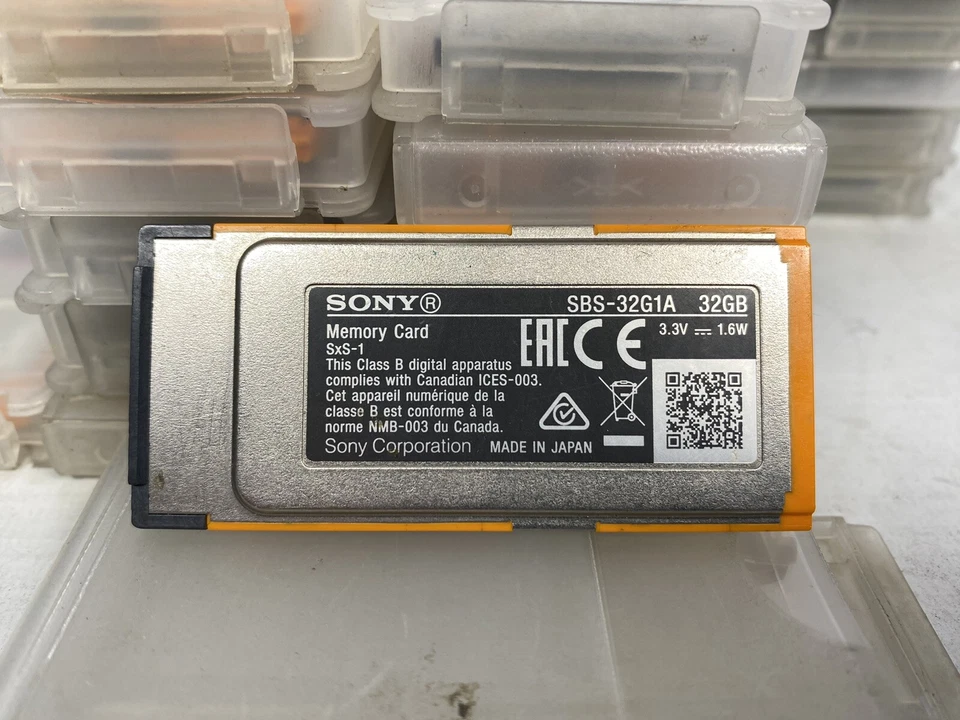 SONY®
SBS-32G1A 32GB
Memory Card
SxS-1
EAC CE
3.3V ⎓ 1.6W
This Class B digital apparatus
complies with Canadian ICES-003.
Cet appareil numérique de la
classe B est conforme à la
norme NMB-003 du Canada.
Sony Corporation MADE IN JAPAN